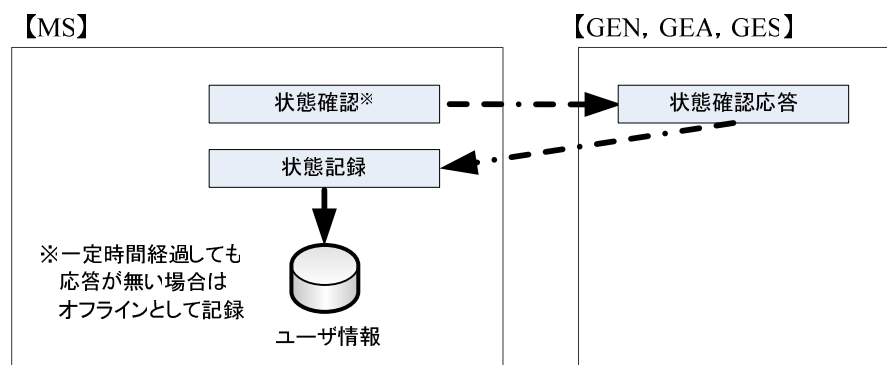 【MS】
【GEN, GEA, GES】
状態確認※
状態確認応答
状態記録
※一定時間経過しても
応答が無い場合は
オフラインとして記録
ユーザ情報